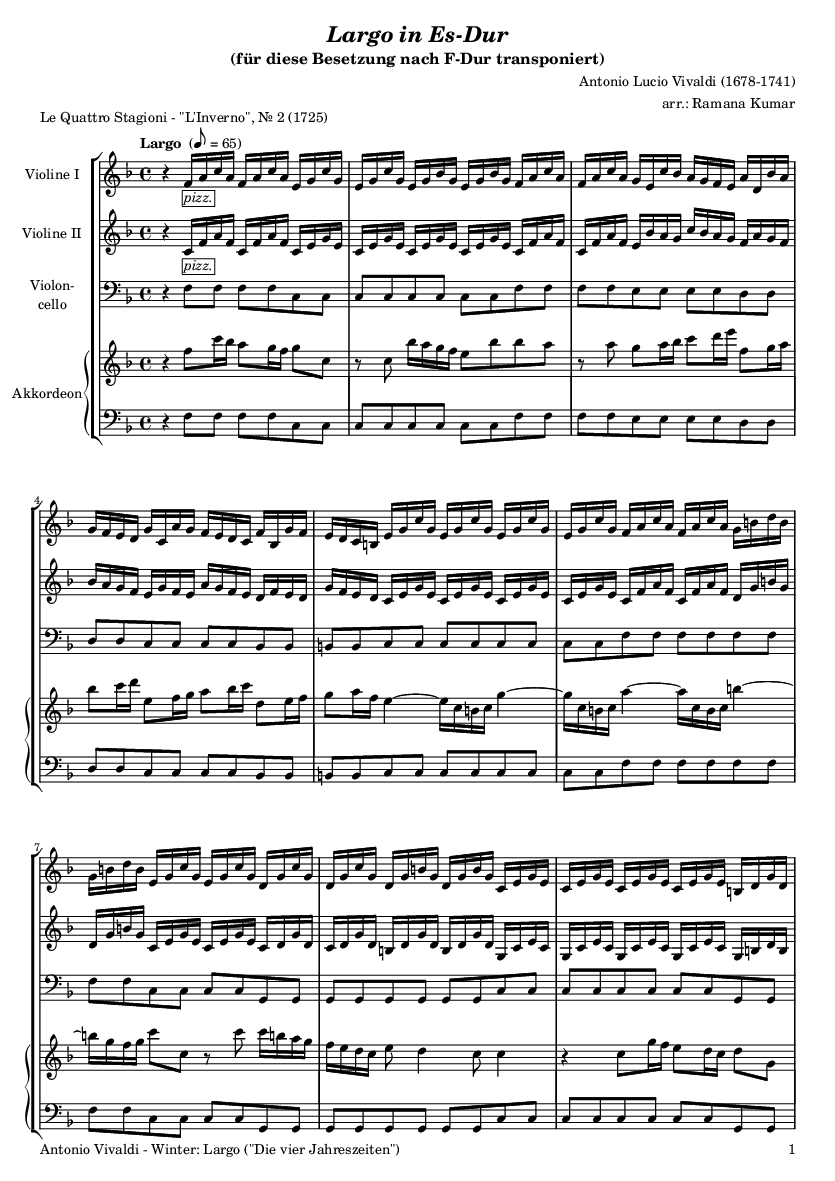 Largo in Es-Dur
(für diese Besetzung nach F-Dur transponiert)
Antonio Lucio Vivaldi (1678-1741)
arr.: Ramana Kumar
Le Quattro Stagioni - "L'Inverno", № 2 (1725)
Largo (𝅘𝅥𝅮 = 65)
Violine I
pizz.
Violine II
pizz.
Violon-
cello
Akkordeon
4
7
Antonio Vivaldi - Winter: Largo ("Die vier Jahreszeiten") 1